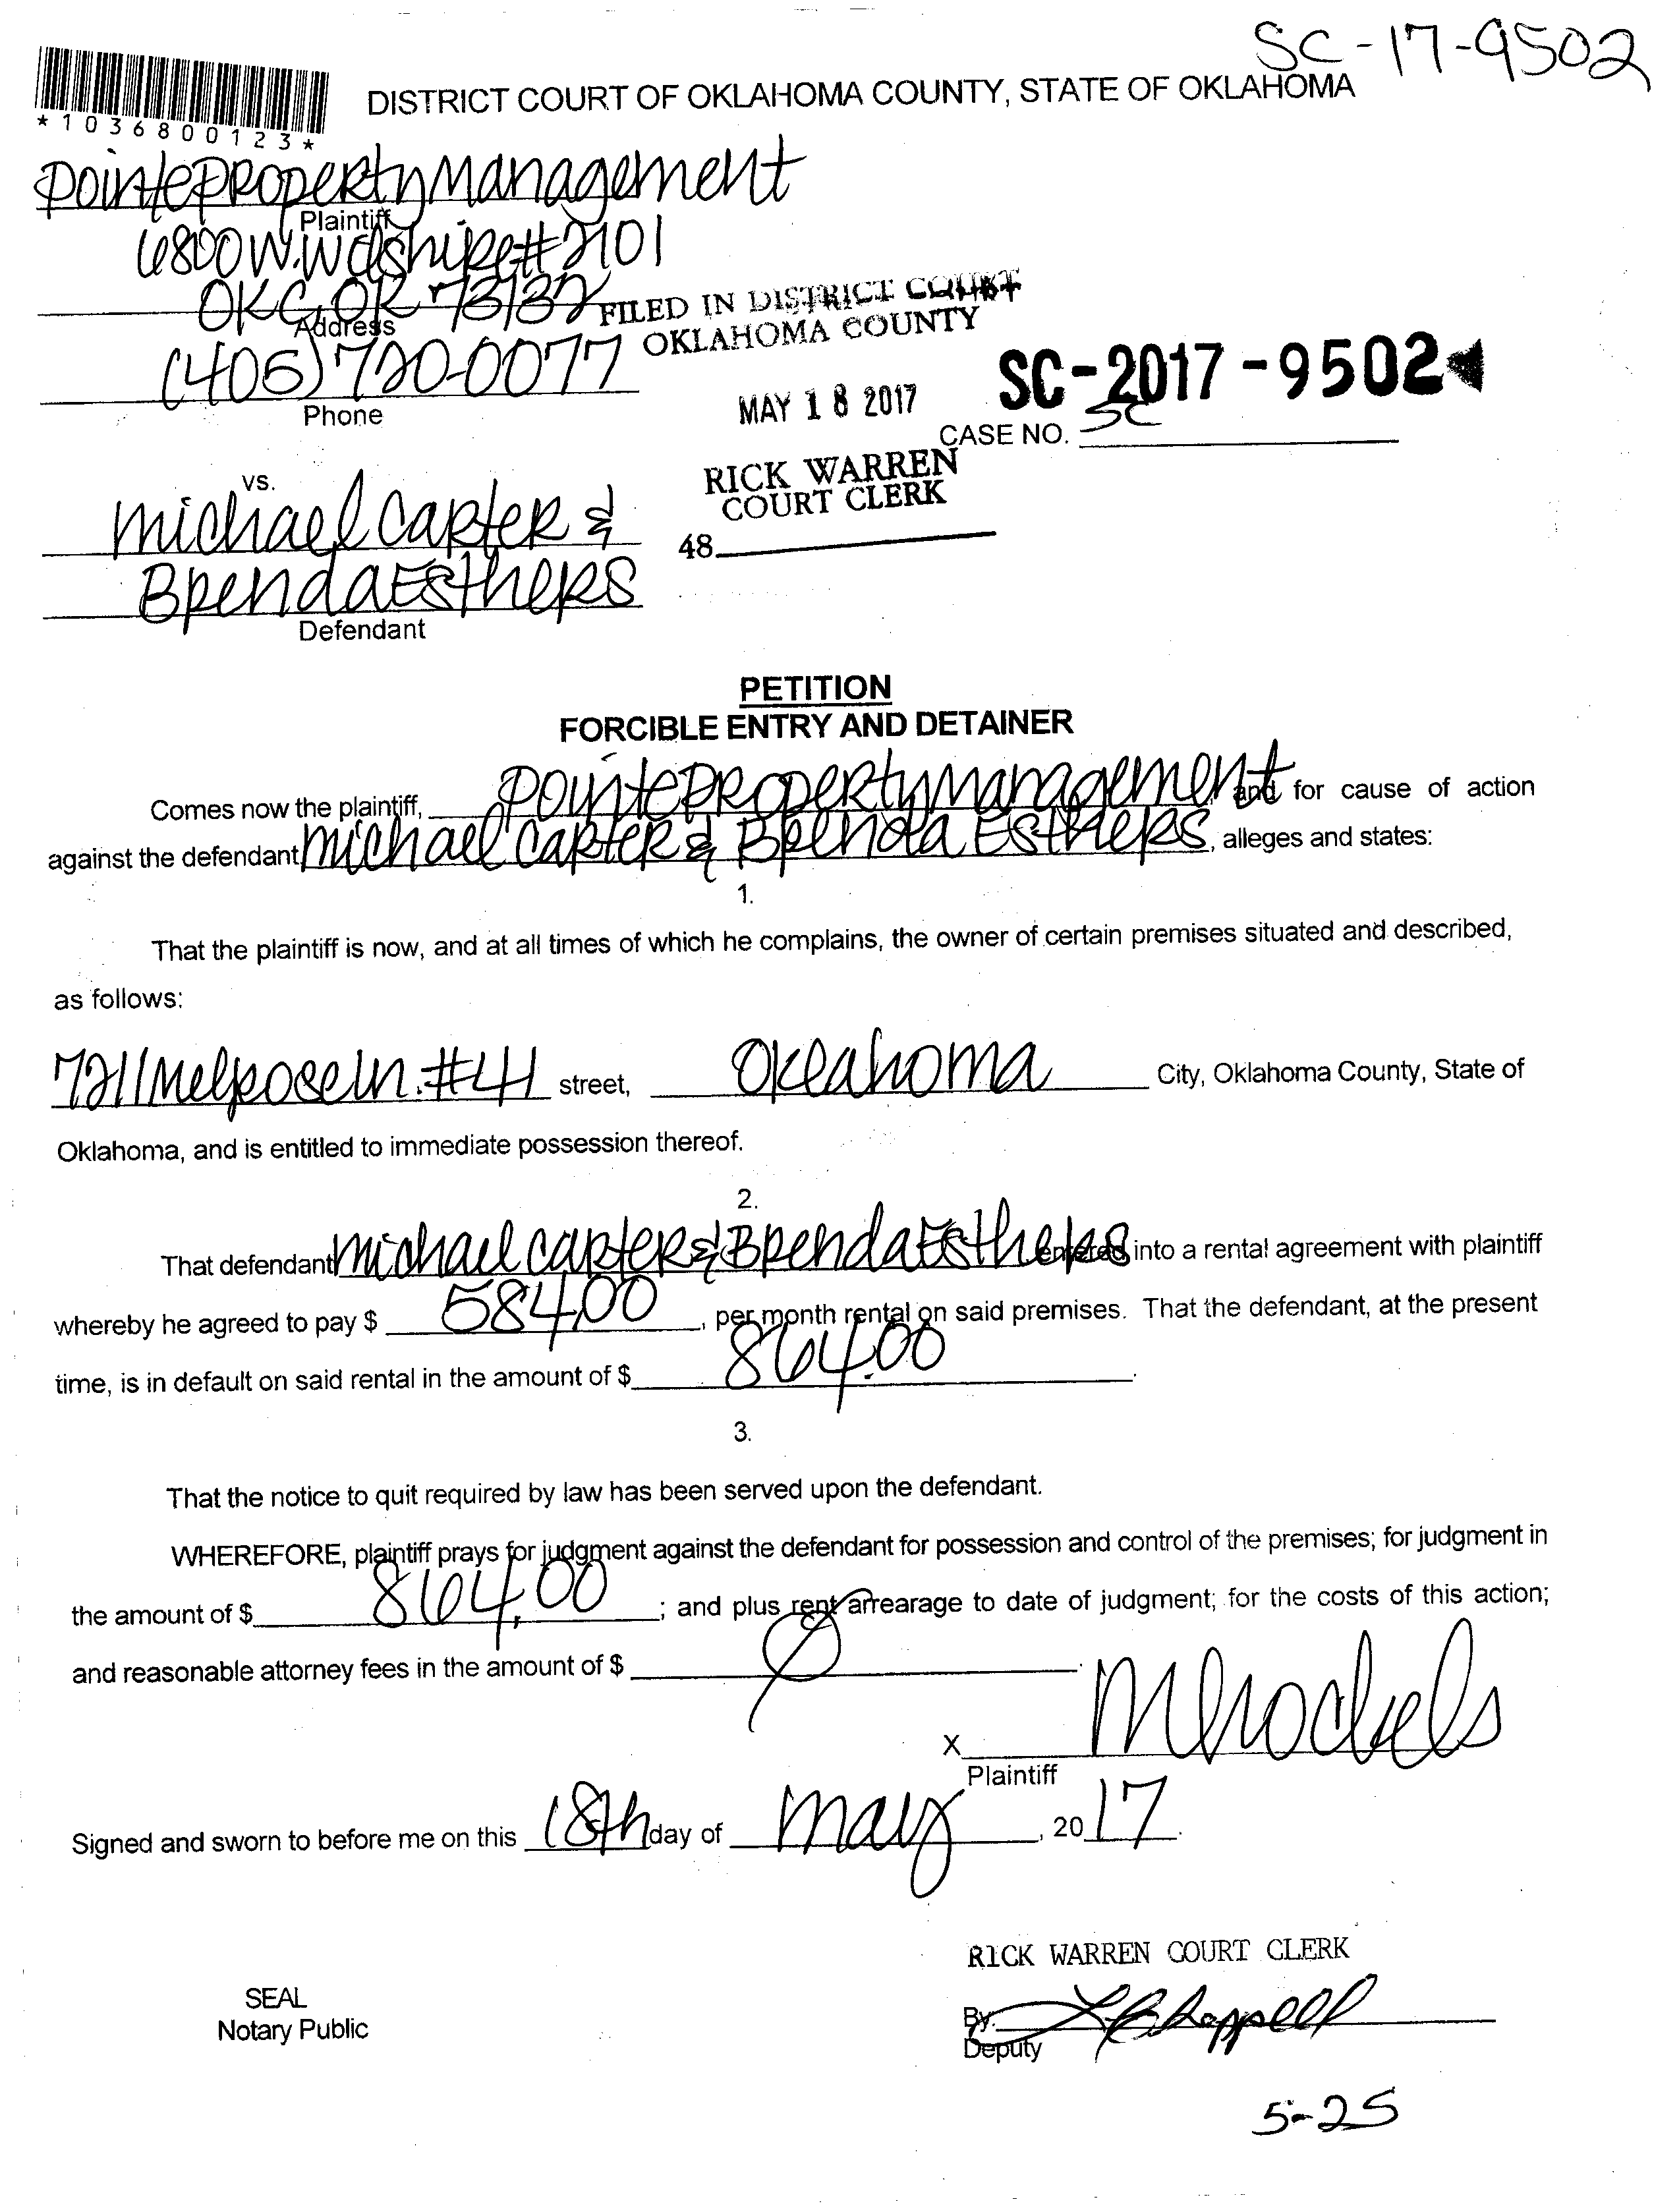 SC-17-9502
DISTRICT COURT OF OKLAHOMA COUNTY, STATE OF OKLAHOMA
*1036800123*
Pointe Property Management
Plaintiff
6800 W. Wilshire #2101
OKC, OK 73132
Address
(405) 720-0077
Phone
FILED IN DISTRICT COURT
OKLAHOMA COUNTY
MAY 18 2017
SC-2017-9502
CASE NO. SC
RICK WARREN
COURT CLERK
48
vs.
Michael Carter &
Brenda Esthers
Defendant
PETITION
FORCIBLE ENTRY AND DETAINER
Comes now the plaintiff, Pointe Property Management and for cause of action
against the defendant Michael Carter & Brenda Esthers, alleges and states:
1.
That the plaintiff is now, and at all times of which he complains, the owner of certain premises situated and described,
as follows:
7211 Melrose Ln. #41 street, Oklahoma City, Oklahoma County, State of
Oklahoma, and is entitled to immediate possession thereof.
2.
That defendant Michael Carter & Brenda Esthers entered into a rental agreement with plaintiff
whereby he agreed to pay $ 584.00, per month rental on said premises. That the defendant, at the present
time, is in default on said rental in the amount of $ 864.00.
3.
That the notice to quit required by law has been served upon the defendant.
WHEREFORE, plaintiff prays for judgment against the defendant for possession and control of the premises; for judgment in
the amount of $ 864.00; and plus rent arrearage to date of judgment; for the costs of this action;
and reasonable attorney fees in the amount of $ 0.
X
Plaintiff
Signed and sworn to before me on this 18th day of May, 2017.
RICK WARREN COURT CLERK
SEAL
Notary Public
By:
Deputy
5-25